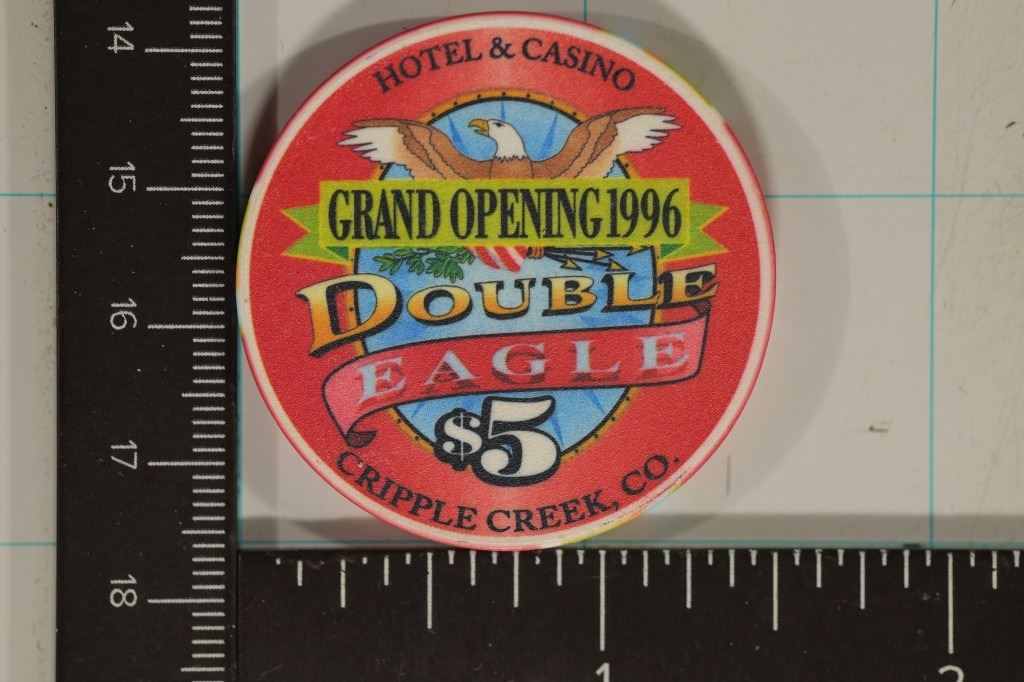 HOTEL & CASINO
GRAND OPENING 1996
DOUBLE
EAGLE
$5
CRIPPLE CREEK, CO.
14
15
16
17
18
1
2